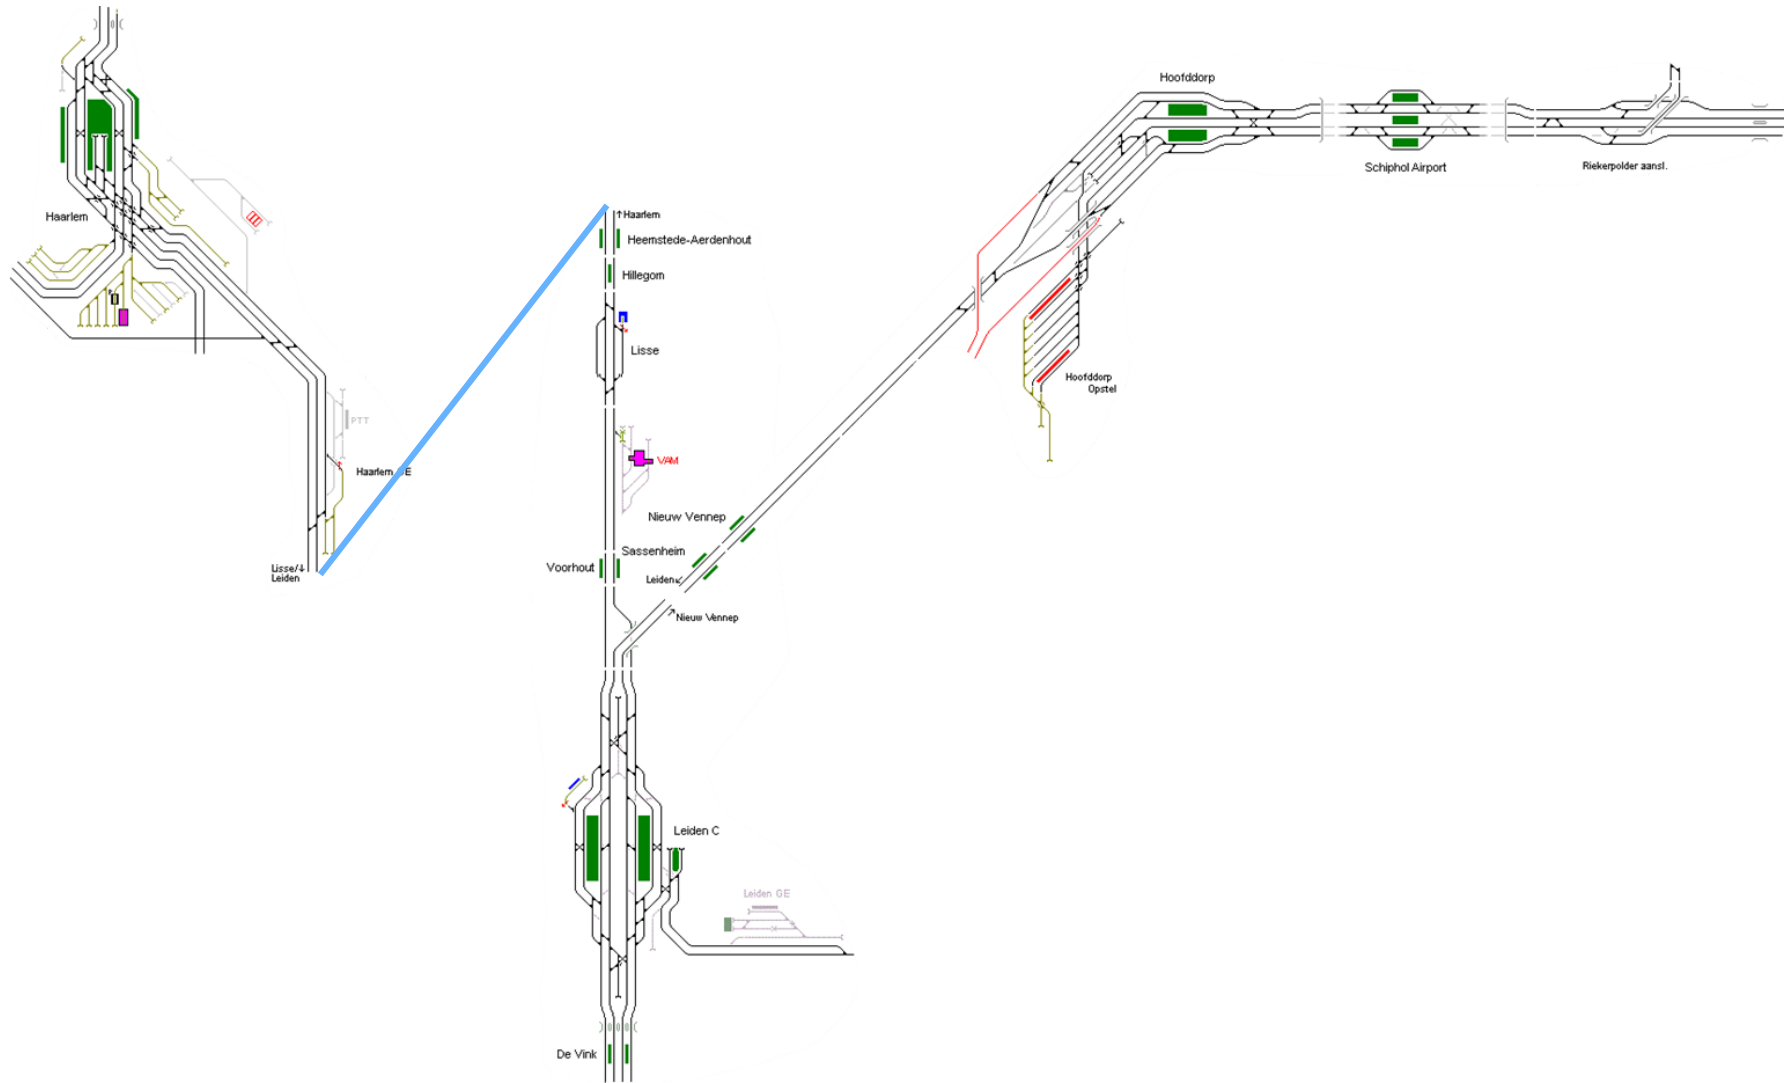 Hoofddorp
Schiphol Airport
Riekerpolder aansl.
Haarlem
↑Haarlem
Heemstede-Aerdenhout
Hillegom
Lisse
Hoofddorp
Opstel
PTT
Haarlem GE
VAM
Nieuw Vennep
Sassenheim
Voorhout
Leiden↙
Lisse/↓
Leiden
↗
Nieuw Vennep
Leiden C
Leiden GE
De Vink